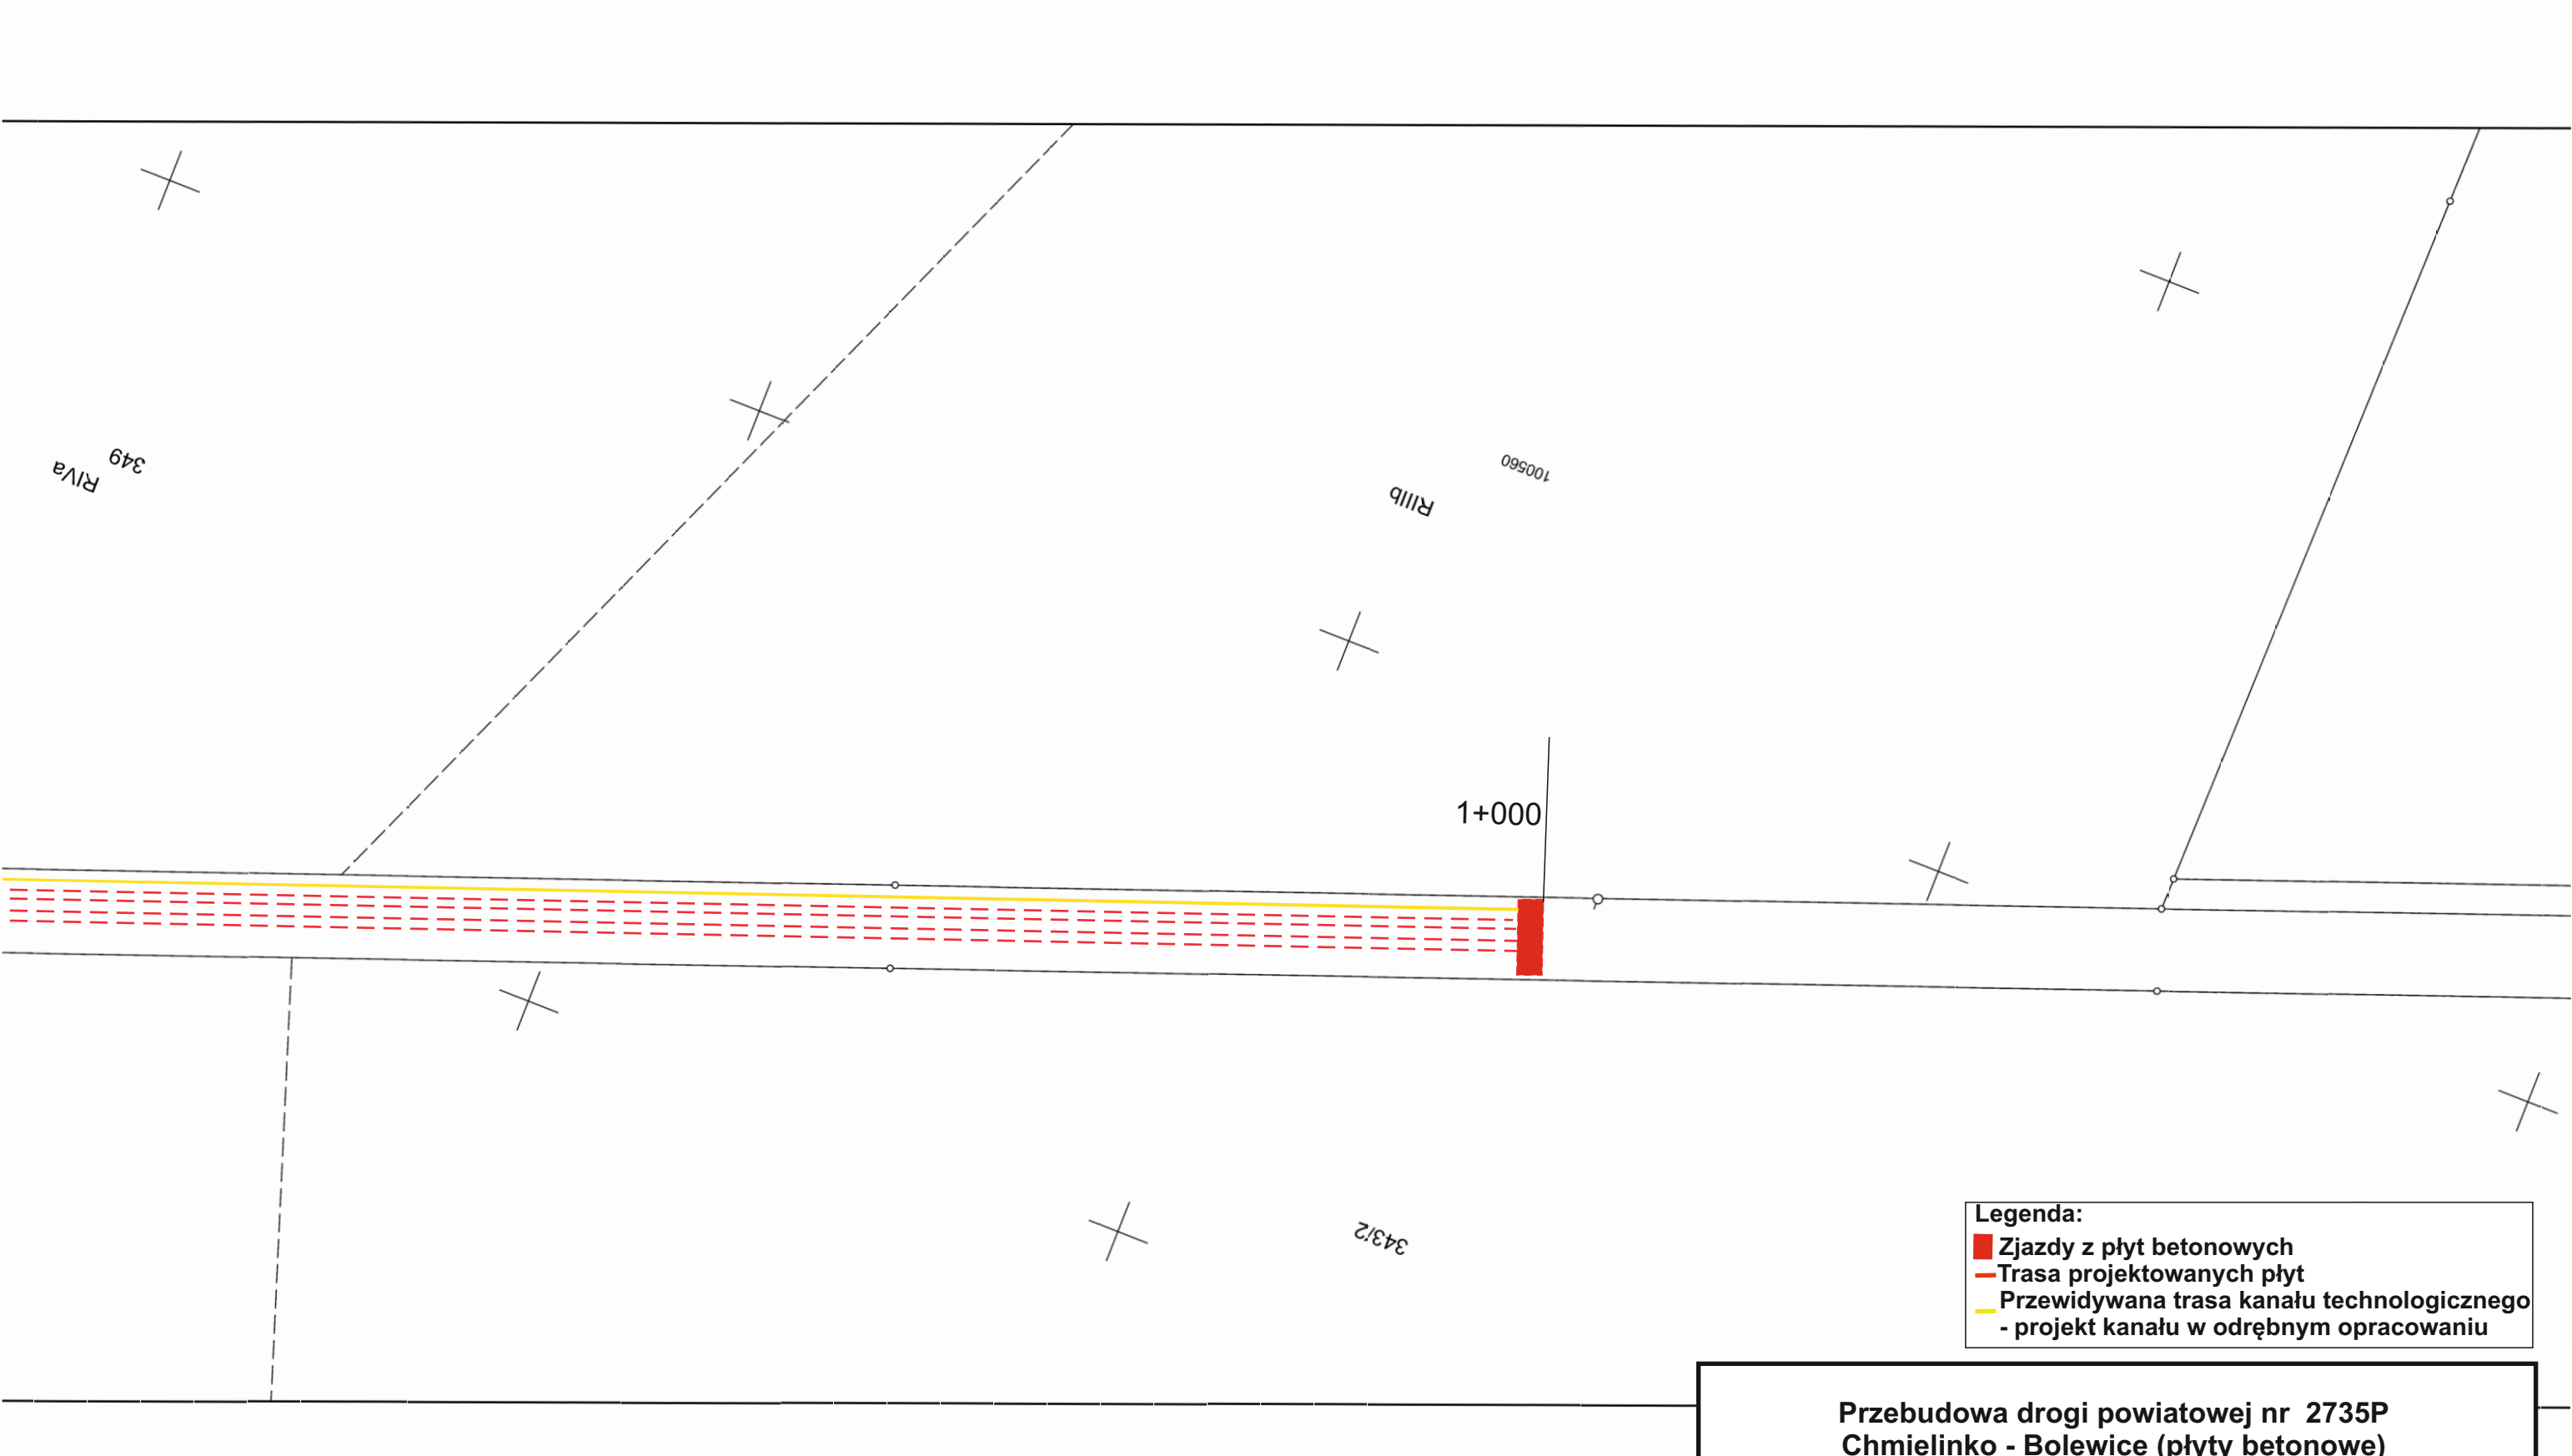 349
RIVa
100560
RIIIb
1+000
343/2
Legenda:
Zjazdy z płyt betonowych
Trasa projektowanych płyt
Przewidywana trasa kanału technologicznego
- projekt kanału w odrębnym opracowaniu
Przebudowa drogi powiatowej nr 2735P
Chmielinko - Bolewice (płyty betonowe)